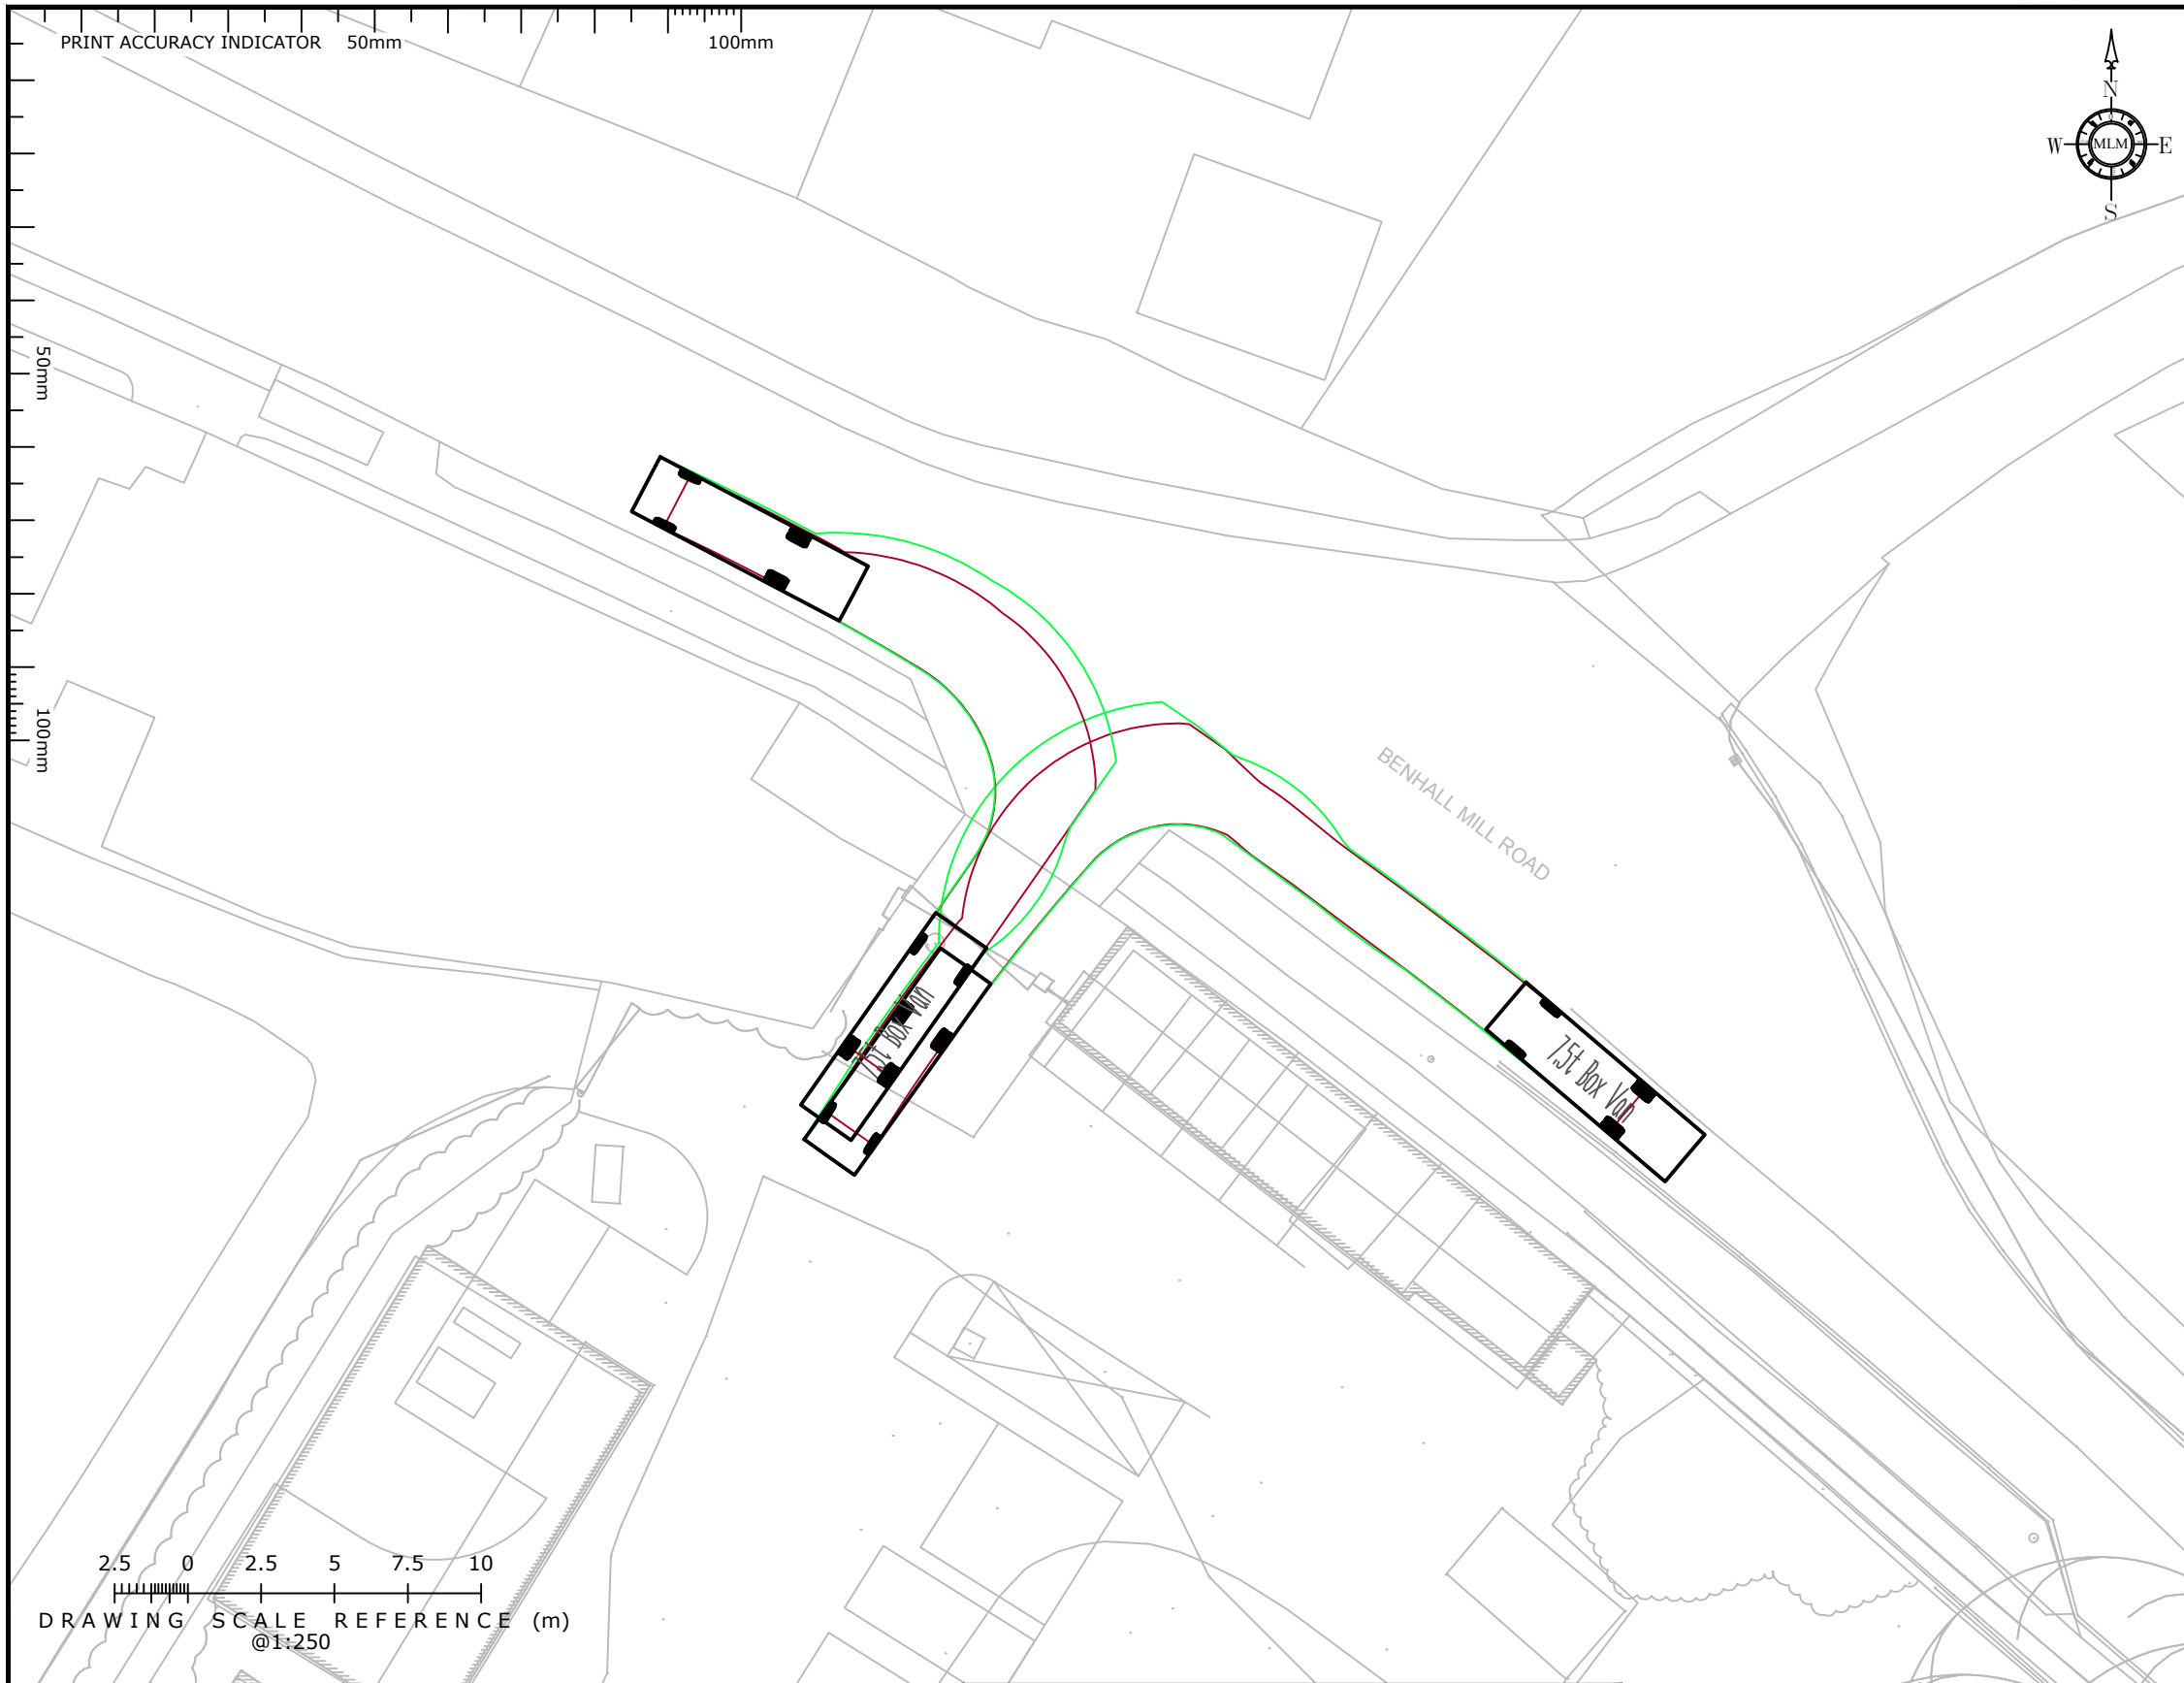 PRINT ACCURACY INDICATOR 50mm 100mm
N
W MLM E
S
50mm
100mm
BENHALL MILL ROAD
7.5t Box Van
7.5t Box Van
2.5 0 2.5 5 7.5 10
DRAWING SCALE REFERENCE (m)
@1:250